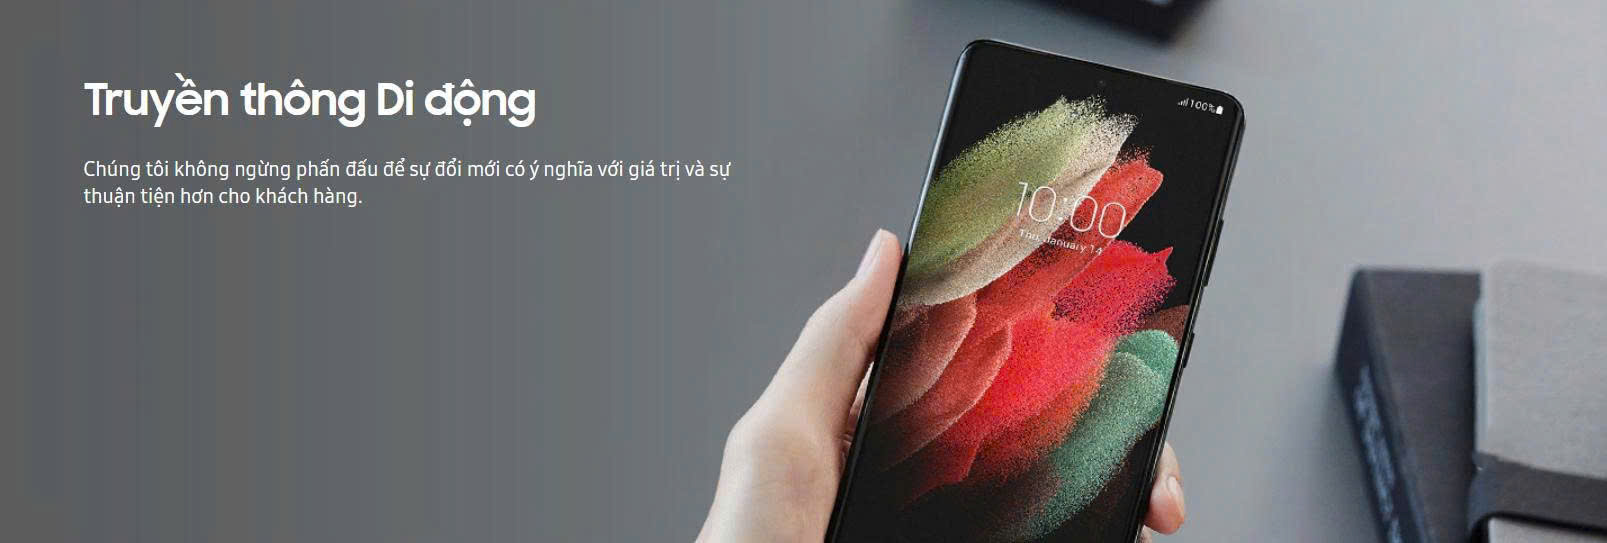 Truyền thông Di động
Chúng tôi không ngừng phấn đấu để sự đổi mới có ý nghĩa với giá trị và sự
thuận tiện hơn cho khách hàng.
100%
10:00
Thu, January 14